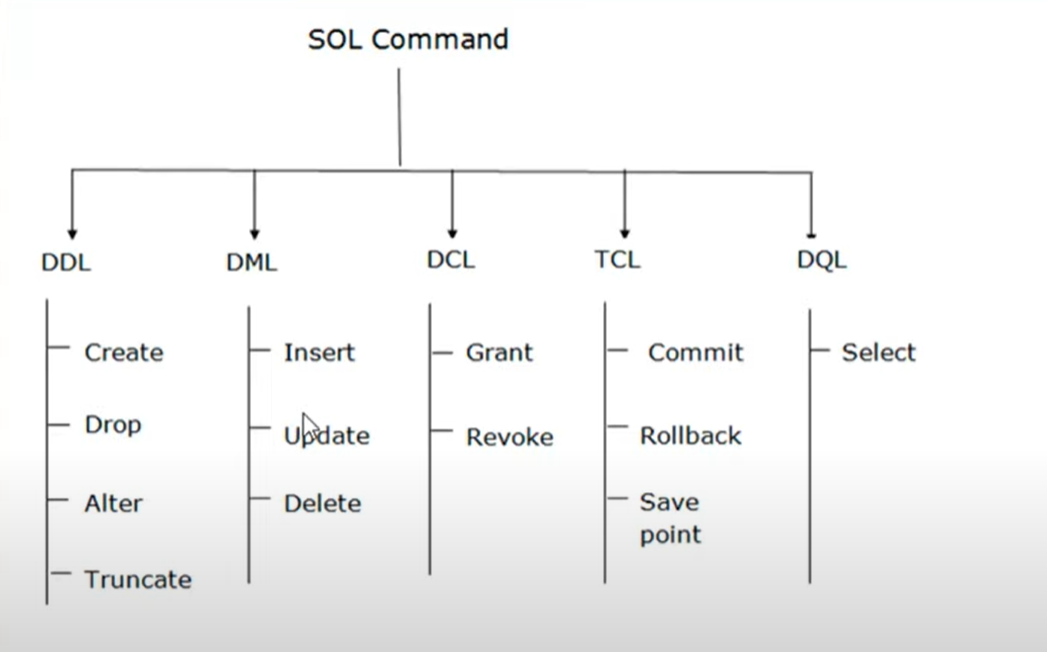 SOL Command
DDL
DML
DCL
TCL
DQL
Create
Drop
Alter
Truncate
Insert
Update
Delete
Grant
Revoke
Commit
Rollback
Save
point
Select